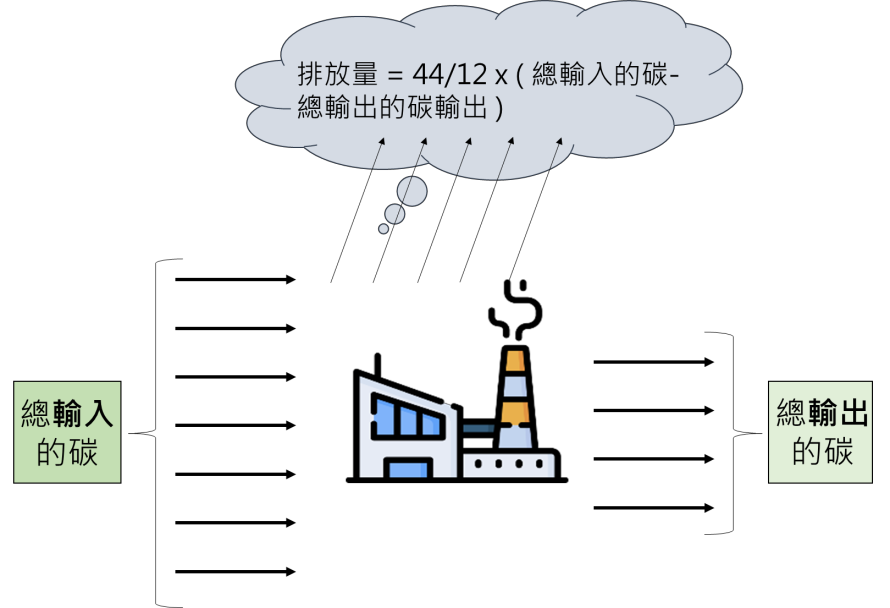 排放量 = 44/12 x ( 總輸入的碳-
總輸出的碳輸出 )
總輸入
的碳
總輸出
的碳